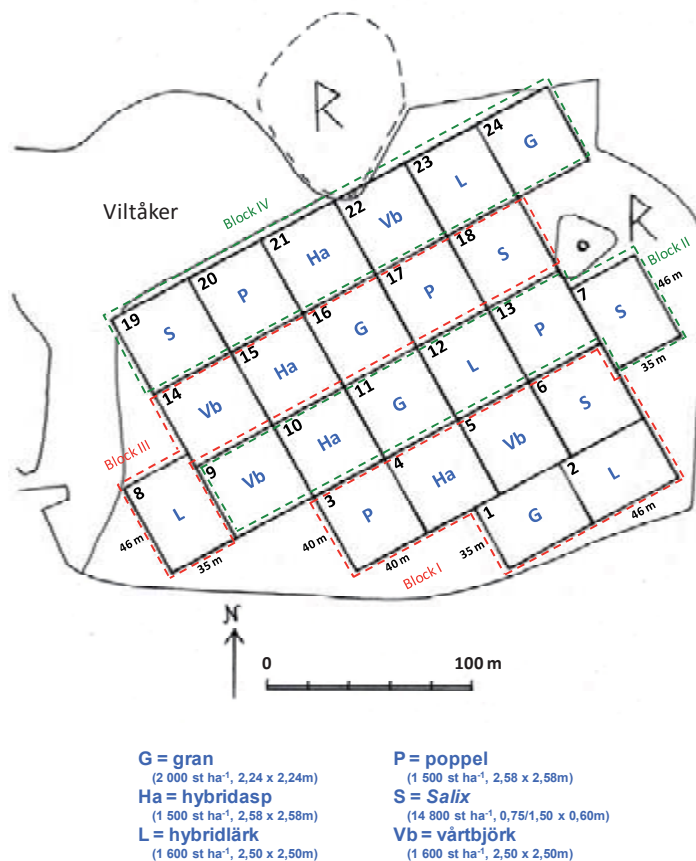 R
Viltåker
Block IV
24
G
23
L
22
Vb
21
Ha
20
P
19
S
R
Block II
46 m
7
S
35 m
18
S
17
P
16
G
15
Ha
14
Vb
13
P
12
L
11
G
10
Ha
9
Vb
Block III
8
L
46 m
35 m
6
S
5
Vb
4
Ha
3
P
40 m
40 m
2
L
1
G
35 m
46 m
Block I
N
0 100 m
G = gran
(2 000 st ha⁻¹, 2,24 x 2,24m)
Ha = hybridasp
(1 500 st ha⁻¹, 2,58 x 2,58m)
L = hybridlärk
(1 600 st ha⁻¹, 2,50 x 2,50m)
P = poppel
(1 500 st ha⁻¹, 2,58 x 2,58m)
S = Salix
(14 800 st ha⁻¹, 0,75/1,50 x 0,60m)
Vb = vårtbjörk
(1 600 st ha⁻¹, 2,50 x 2,50m)